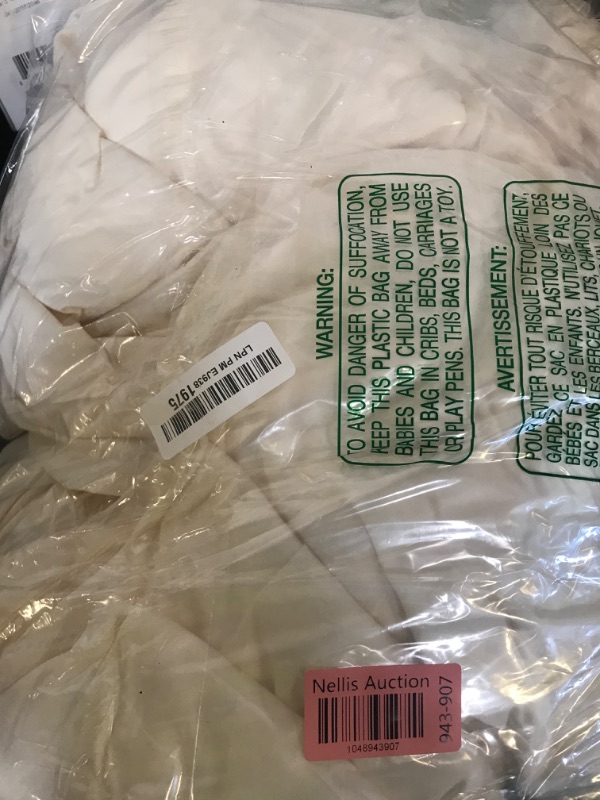 WARNING:
TO AVOID DANGER OF SUFFOCATION,
KEEP THIS PLASTIC BAG AWAY FROM
BABIES AND CHILDREN, DO NOT USE
THIS BAG IN CRIBS, BEDS, CARRIAGES
OR PLAY PENS. THIS BAG IS NOT A TOY.
AVERTISSEMENT:
POUR ÉVITER TOUT RISQUE D'ÉTOUFFEMENT,
GARDEZ CE SAC EN PLASTIQUE LOIN DES
BÉBÉS ET LES ENFANTS, N'UTILISEZ PAS CE
SAC DANS LES BERCEAUX, LITS, CHARIOTS OU
LPN PM EJ938 1975
Nellis Auction
1048943907
943-907